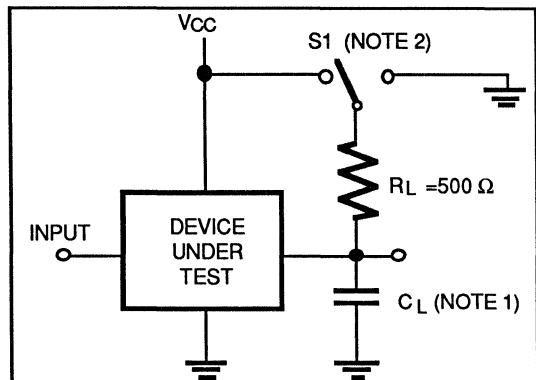 VCC
S1 (NOTE 2)
RL =500 Ω
INPUT
DEVICE
UNDER
TEST
CL (NOTE 1)